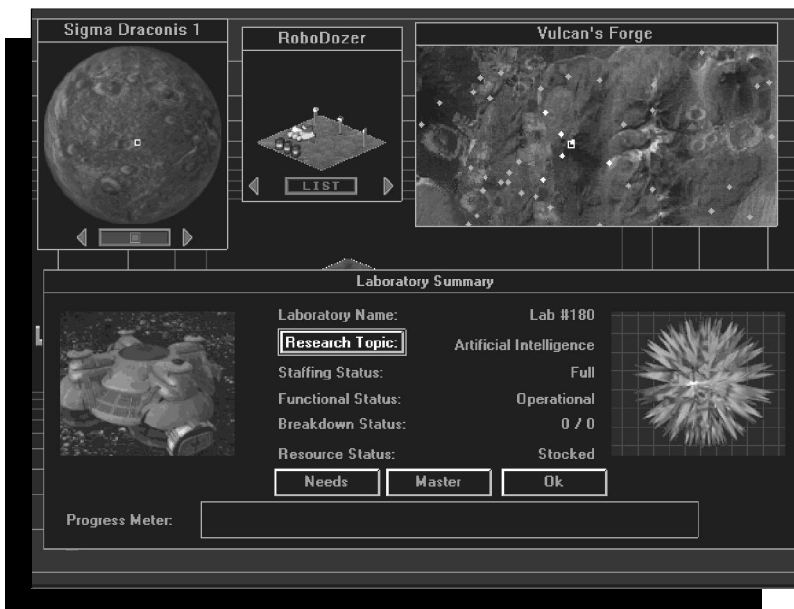 Sigma Draconis 1
RoboDozer
Vulcan's Forge
LIST
Laboratory Summary
Laboratory Name: Lab #180
Research Topic: Artificial Intelligence
Staffing Status: Full
Functional Status: Operational
Breakdown Status: 0 / 0
Resource Status: Stocked
Needs Master Ok
Progress Meter: